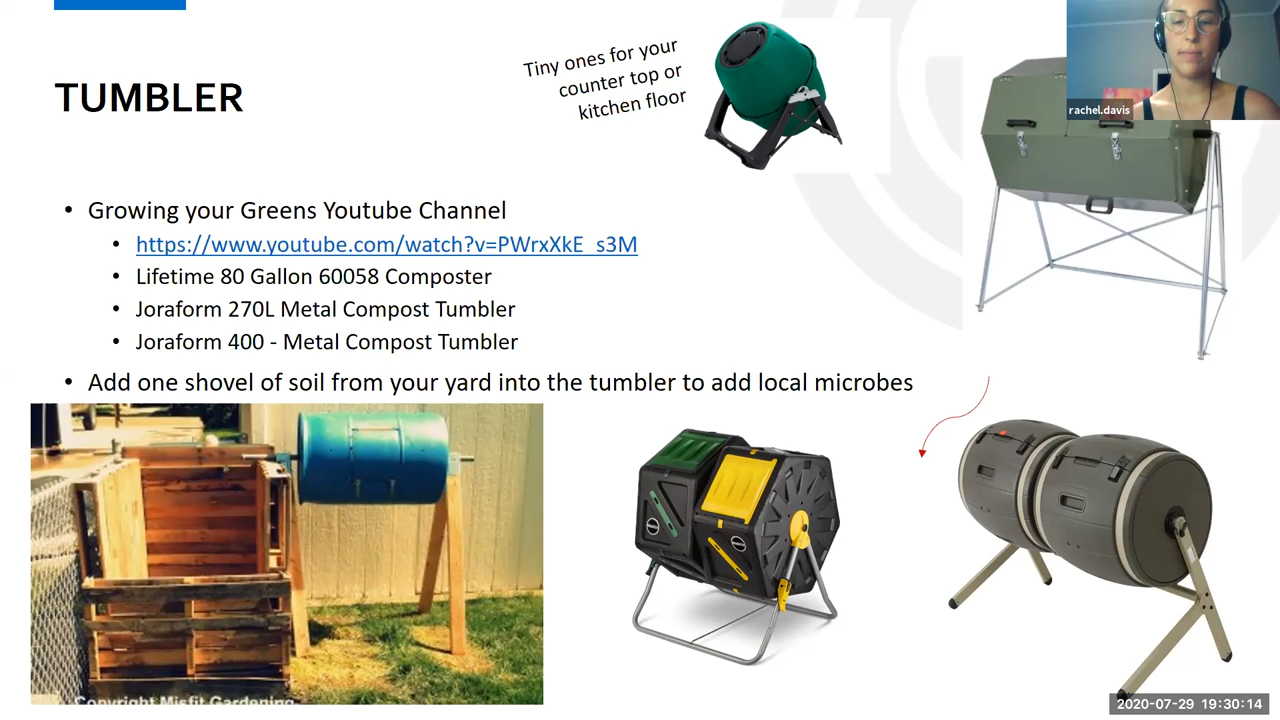 TUMBLER
Tiny ones for your
counter top or
kitchen floor
rachel.davis
• Growing your Greens Youtube Channel
• https://www.youtube.com/watch?v=PWrxXkE_s3M
• Lifetime 80 Gallon 60058 Composter
• Joraform 270L Metal Compost Tumbler
• Joraform 400 - Metal Compost Tumbler
• Add one shovel of soil from your yard into the tumbler to add local microbes
Copyright Misfit Gardening
2020-07-29 19:30:14